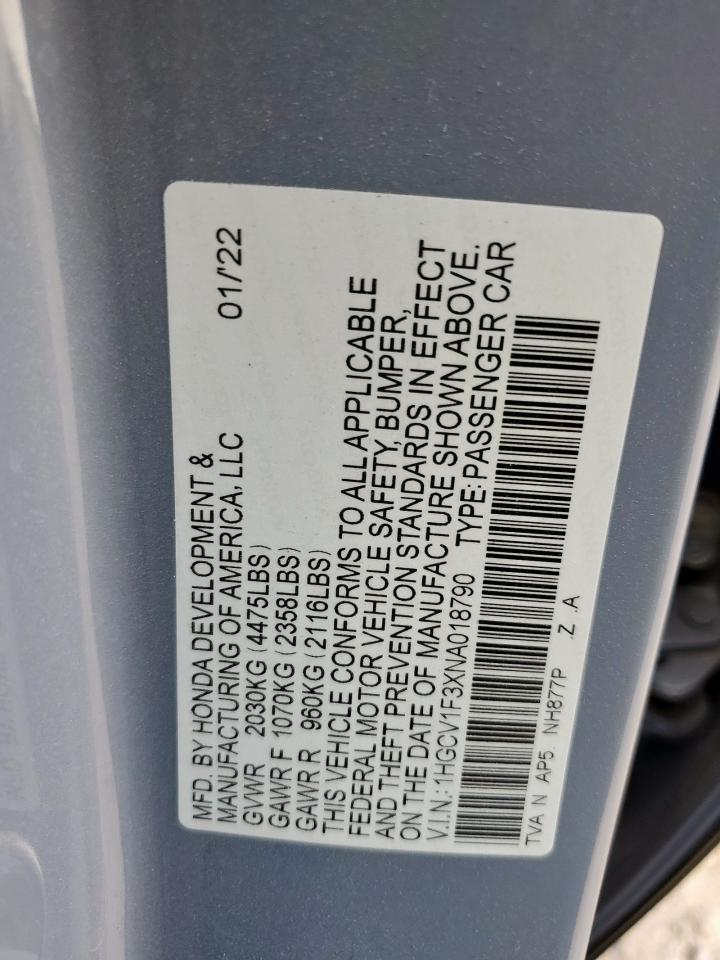 MFD. BY HONDA DEVELOPMENT &
MANUFACTURING OF AMERICA, LLC 01/'22
GVWR 2030KG (4475LBS)
GAWR F 1070KG (2358LBS)
GAWR R 960KG (2116LBS)
THIS VEHICLE CONFORMS TO ALL APPLICABLE
FEDERAL MOTOR VEHICLE SAFETY, BUMPER,
AND THEFT PREVENTION STANDARDS IN EFFECT
ON THE DATE OF MANUFACTURE SHOWN ABOVE.
V.I.N.: 1HGCV1F3XNA018790 TYPE: PASSENGER CAR
TVA N AP5. NH877P .Z .A